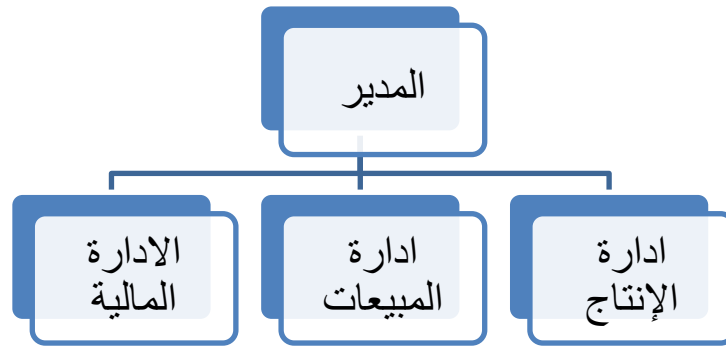 المدير
ادارة
الإنتاج
ادارة
المبيعات
الادارة
المالية